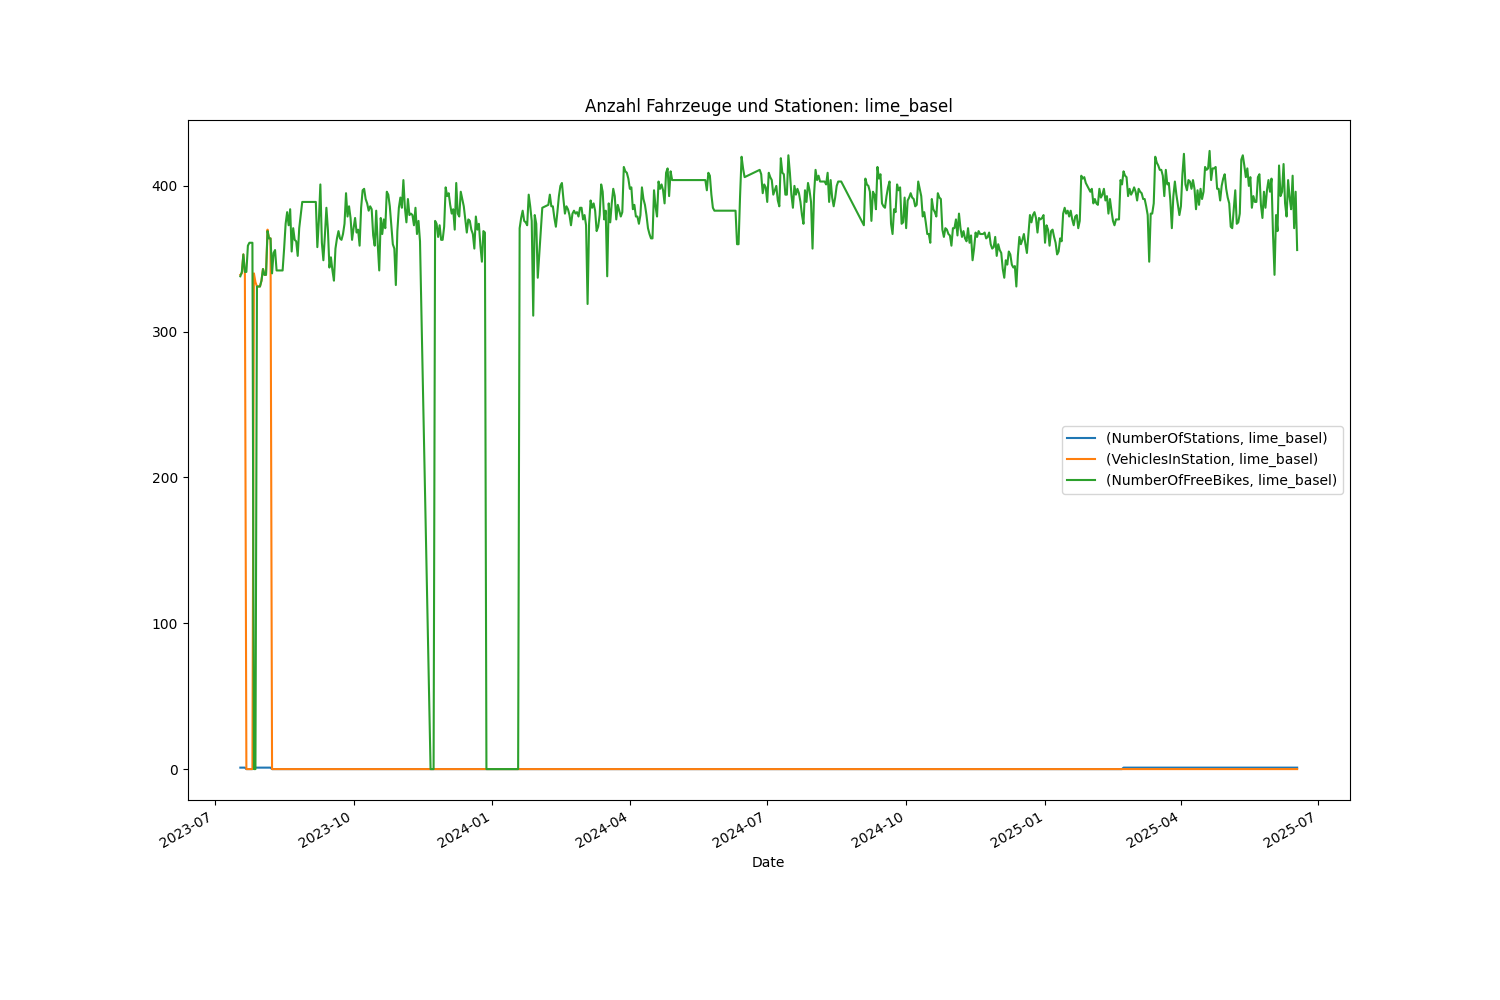 Anzahl Fahrzeuge und Stationen: lime_basel
400
300
200
100
0
(NumberOfStations, lime_basel)
(VehiclesInStation, lime_basel)
(NumberOfFreeBikes, lime_basel)
2023-07
2023-10
2024-01
2024-04
2024-07
2024-10
2025-01
2025-04
2025-07
Date